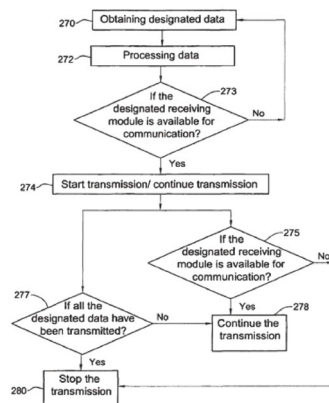 270
Obtaining designated data
272
Processing data
273
If the
designated receiving
module is available for
communication?
No
Yes
274
Start transmission/ continue transmission
275
If the
designated receiving
module is available for
communication?
No
Yes
277
If all the
designated data have
been transmitted?
No
Yes
278
Continue the
transmission
280
Stop the
transmission